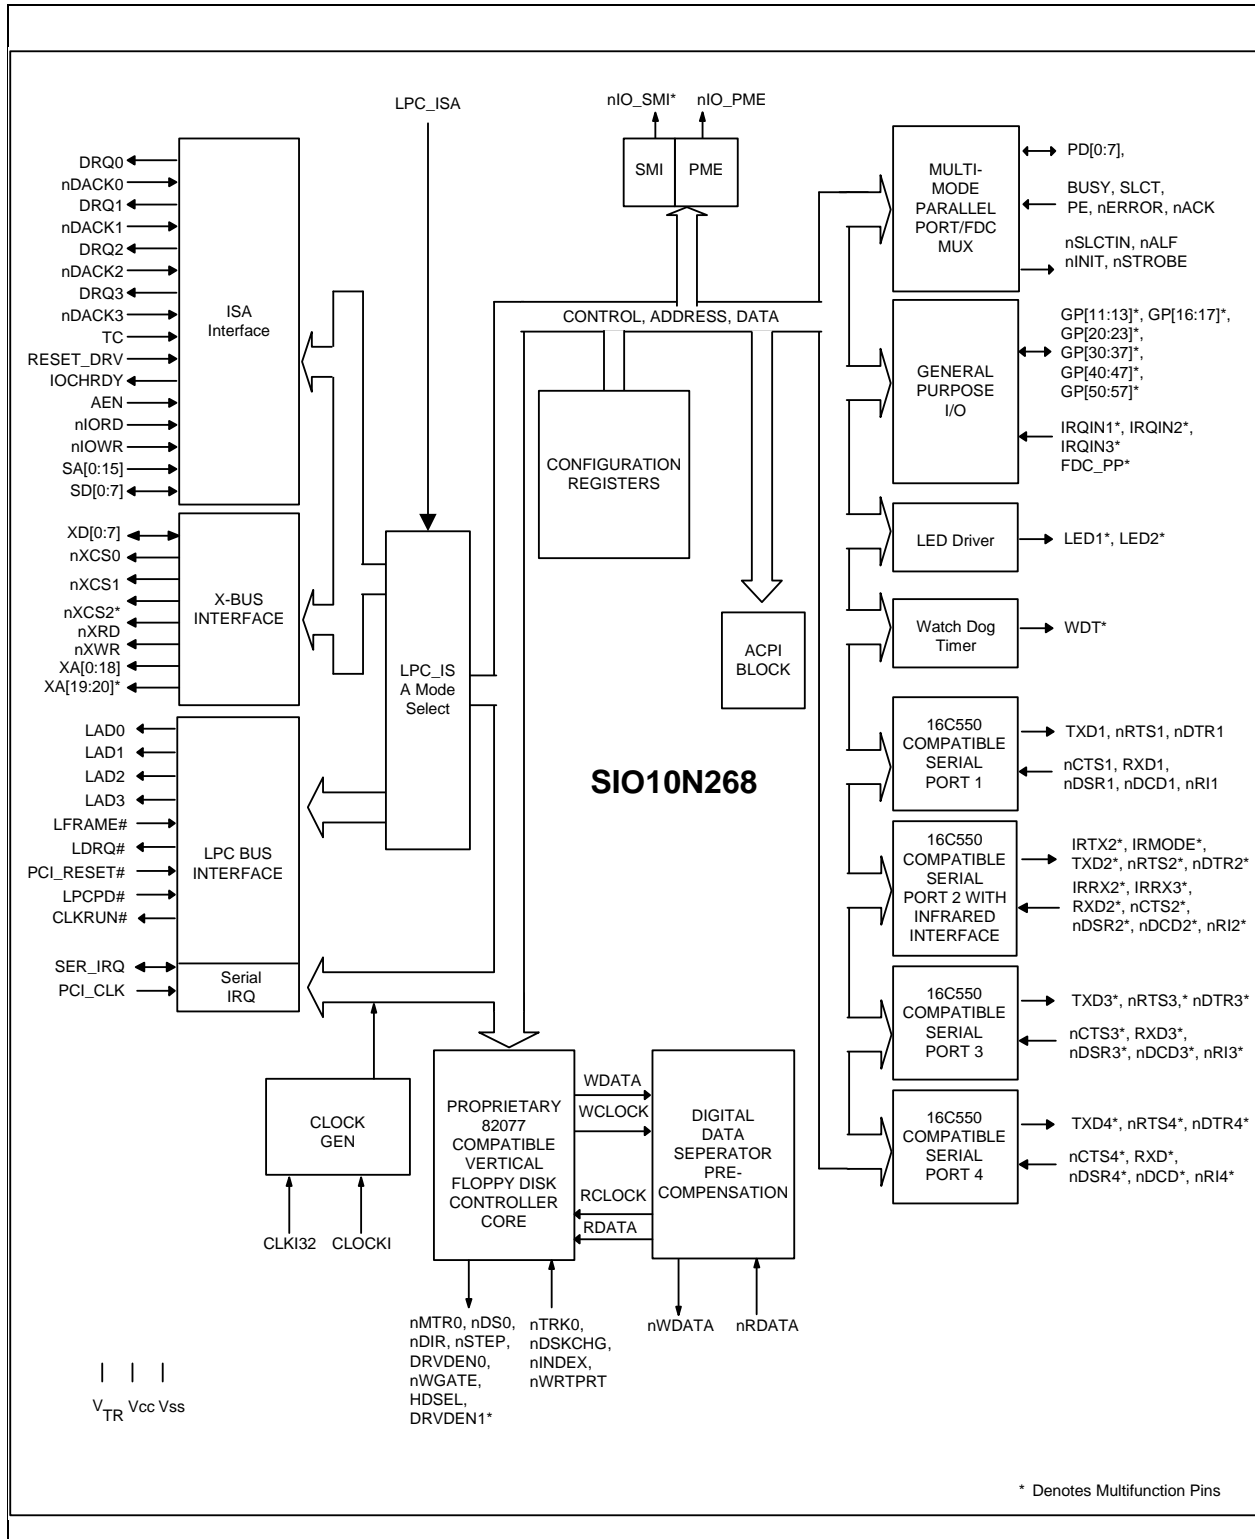 LPC_ISA
nIO_SMI*
nIO_PME
SMI
PME
DRQ0
nDACK0
DRQ1
nDACK1
DRQ2
nDACK2
DRQ3
nDACK3
TC
RESET_DRV
IOCHRDY
AEN
nIORD
nIOWR
SA[0:15]
SD[0:7]
ISA
Interface
XD[0:7]
nXCS0
nXCS1
nXCS2*
nXRD
nXWR
XA[0:18]
XA[19:20]*
X-BUS
INTERFACE
LAD0
LAD1
LAD2
LAD3
LFRAME#
LDRQ#
PCI_RESET#
LPCPD#
CLKRUN#
LPC BUS
INTERFACE
SER_IRQ
PCI_CLK
Serial
IRQ
LPC_IS
A Mode
Select
CONTROL, ADDRESS, DATA
CONFIGURATION
REGISTERS
ACPI
BLOCK
SIO10N268
MULTI-
MODE
PARALLEL
PORT/FDC
MUX
PD[0:7],
BUSY, SLCT,
PE, nERROR, nACK
nSLCTIN, nALF
nINIT, nSTROBE
GENERAL
PURPOSE
I/O
GP[11:13]*, GP[16:17]*,
GP[20:23]*,
GP[30:37]*,
GP[40:47]*,
GP[50:57]*
IRQIN1*, IRQIN2*,
IRQIN3*
FDC_PP*
LED Driver
LED1*, LED2*
Watch Dog
Timer
WDT*
16C550
COMPATIBLE
SERIAL
PORT 1
TXD1, nRTS1, nDTR1
nCTS1, RXD1,
nDSR1, nDCD1, nRI1
16C550
COMPATIBLE
SERIAL
PORT 2 WITH
INFRARED
INTERFACE
IRTX2*, IRMODE*,
TXD2*, nRTS2*, nDTR2*
IRRX2*, IRRX3*,
RXD2*, nCTS2*,
nDSR2*, nDCD2*, nRI2*
16C550
COMPATIBLE
SERIAL
PORT 3
TXD3*, nRTS3,* nDTR3*
nCTS3*, RXD3*,
nDSR3*, nDCD3*, nRI3*
16C550
COMPATIBLE
SERIAL
PORT 4
TXD4*, nRTS4*, nDTR4*
nCTS4*, RXD*,
nDSR4*, nDCD*, nRI4*
CLOCK
GEN
CLKI32
CLOCKI
PROPRIETARY
82077
COMPATIBLE
VERTICAL
FLOPPY DISK
CONTROLLER
CORE
WDATA
WCLOCK
RCLOCK
RDATA
DIGITAL
DATA
SEPERATOR
PRE-
COMPENSATION
nMTR0, nDS0,
nDIR, nSTEP,
DRVDEN0,
nWGATE,
HDSEL,
DRVDEN1*
nTRK0,
nDSKCHG,
nINDEX,
nWRTPRT
nWDATA
nRDATA
VTR Vcc Vss
* Denotes Multifunction Pins